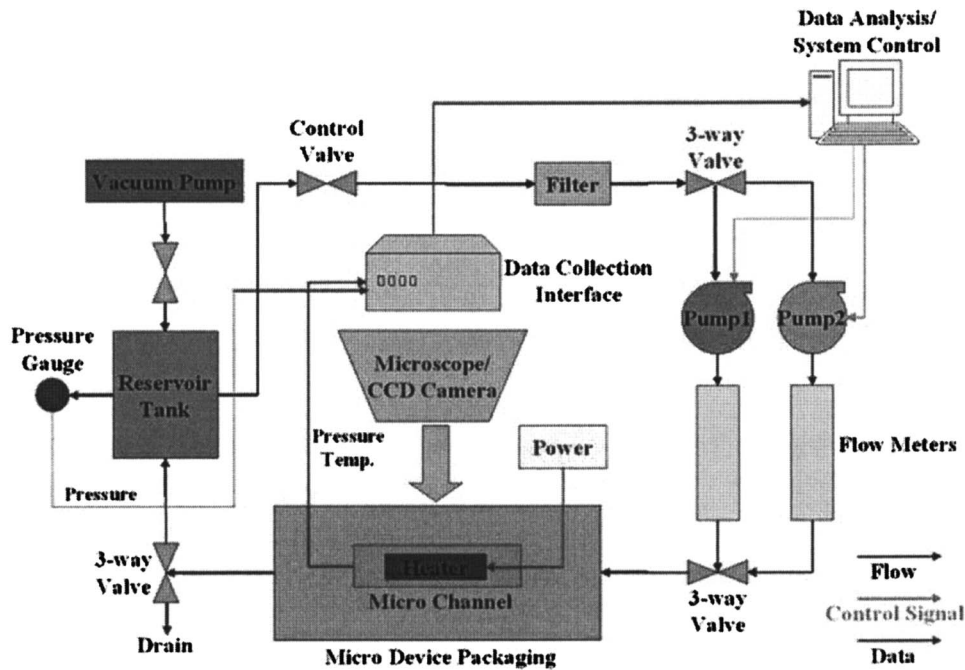 Data Analysis/
System Control
Control
Valve
3-way
Valve
Vacuum Pump
Filter
Data Collection
Interface
Pump1
Pump2
Pressure
Gauge
Reservoir
Tank
Microscope/
CCD Camera
Pressure
Temp.
Power
Flow Meters
Pressure
3-way
Valve
Heater
Micro Channel
3-way
Valve
Flow
Control Signal
Data
Drain
Micro Device Packaging